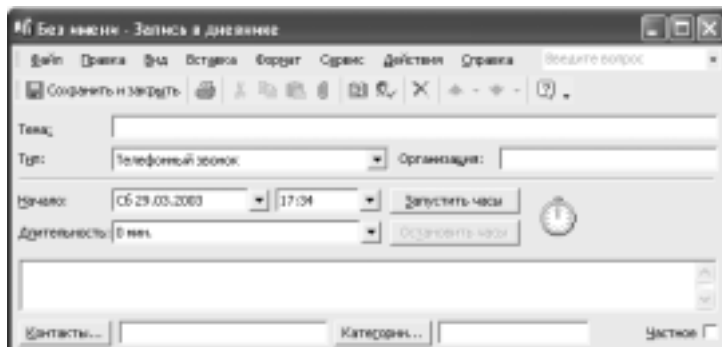 Без имени - Запись в дневнике
Файл Правка Вид Вставка Формат Сервис Действия Справка Введите вопрос
Сохранить и закрыть
Тема:
Тип: Телефонный звонок Организация:
Начало: Сб 29.03.2003 17:34 Запустить часы
Длительность: 0 мин. Остановить часы
Контакты... Категории... Частное